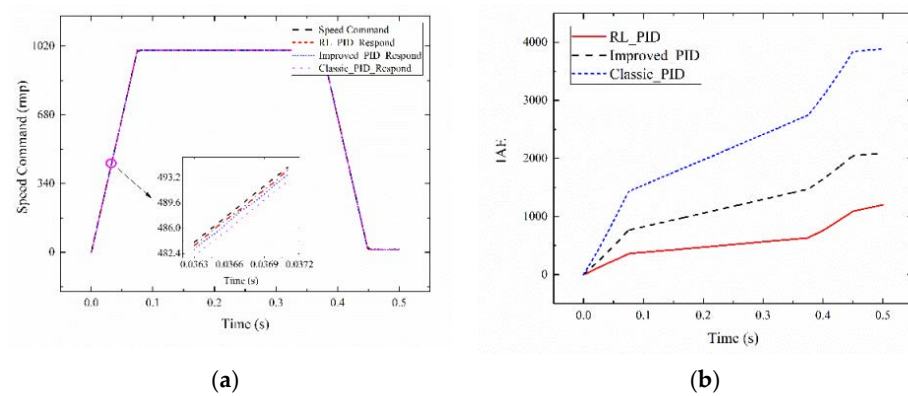 (a)
Speed Command
RL_PID_Respond
Improved_PID_Respond
Classic_PID_Respond
1020
680
340
0
Speed Command (rmp)
493.2
489.6
486.0
482.4
0.0363 0.0366 0.0369 0.0372
Time (s)
0.0 0.1 0.2 0.3 0.4 0.5
Time (s)
(b)
RL_PID
Improved_PID
Classic_PID
4000
3000
2000
1000
0
IAE
0.0 0.1 0.2 0.3 0.4 0.5
Time (s)
(a)
(b)